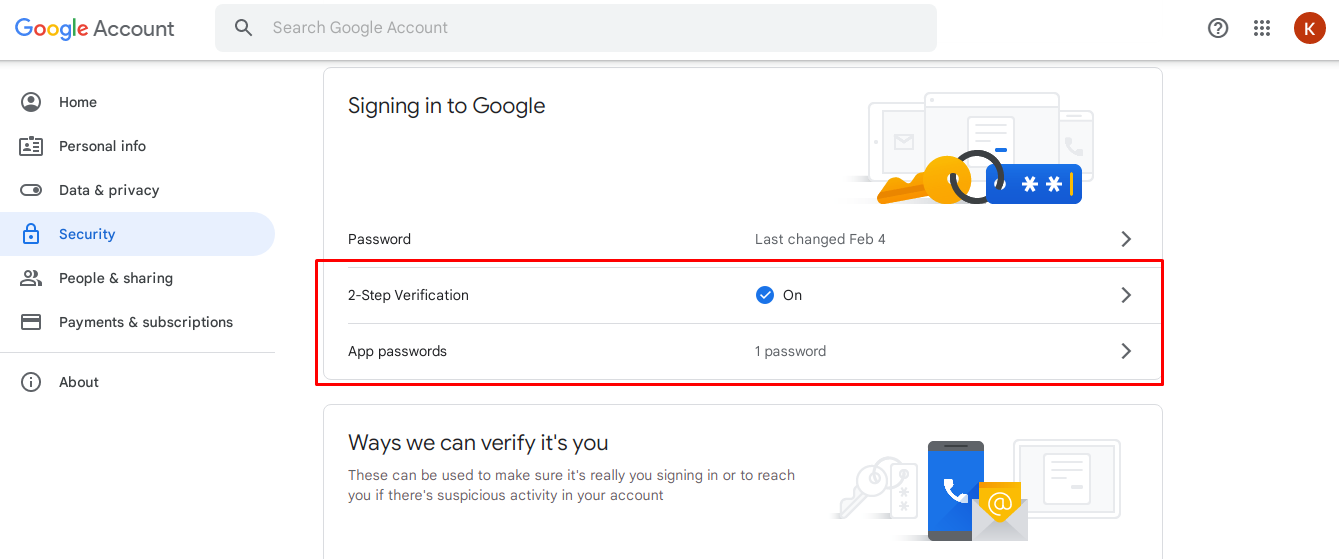 Google Account
Search Google Account
K
Home
Personal info
Data & privacy
Security
People & sharing
Payments & subscriptions
About
Signing in to Google
**
Password
Last changed Feb 4
2-Step Verification
On
App passwords
1 password
Ways we can verify it's you
These can be used to make sure it's really you signing in or to reach
you if there's suspicious activity in your account
@